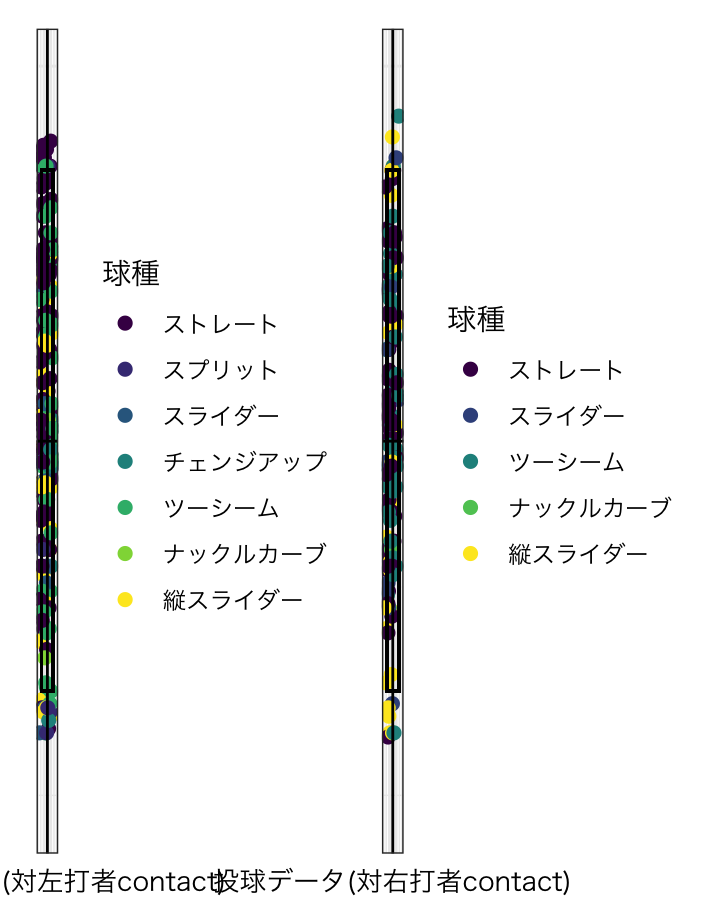 球種
ストレート
スプリット
スライダー
チェンジアップ
ツーシーム
ナックルカーブ
縦スライダー
球種
ストレート
スライダー
ツーシーム
ナックルカーブ
縦スライダー
(対左打者contact)
投球データ(対右打者contact)